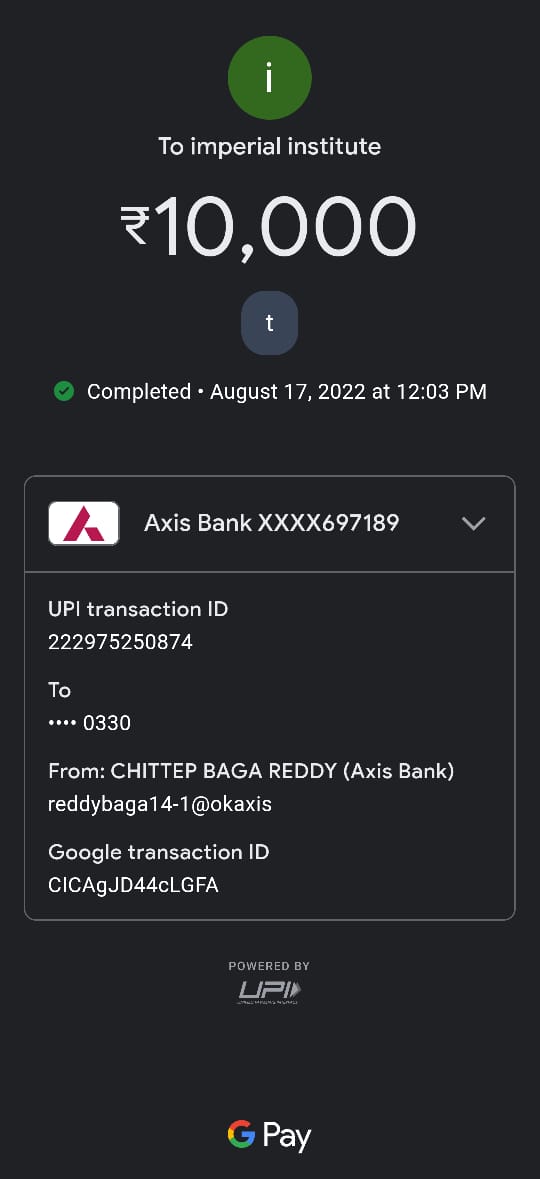 i
To imperial institute
₹10,000
t
Completed • August 17, 2022 at 12:03 PM
Axis Bank XXXX697189
UPI transaction ID
222975250874
To
•••• 0330
From: CHITTEP BAGA REDDY (Axis Bank)
reddybaga14-1@okaxis
Google transaction ID
CICAgJD44cLGFA
POWERED BY
UPI
G Pay